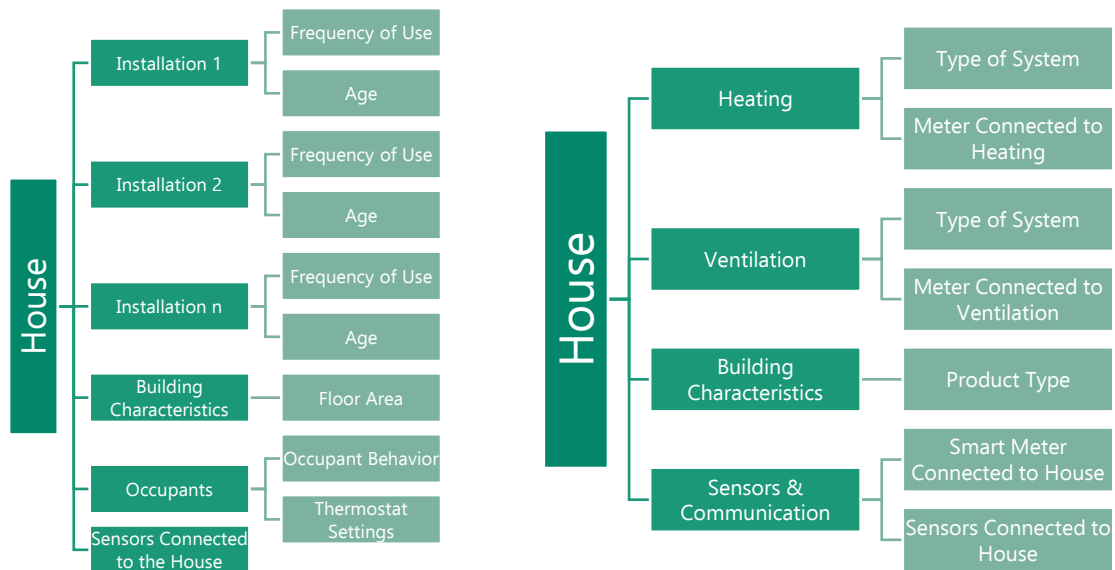 House
Installation 1
Frequency of Use
Age
Installation 2
Frequency of Use
Age
Installation n
Frequency of Use
Age
Building
Characteristics
Floor Area
Occupants
Occupant Behavior
Thermostat
Settings
Sensors Connected
to the House
House
Heating
Type of System
Meter Connected to
Heating
Ventilation
Type of System
Meter Connected to
Ventilation
Building
Characteristics
Product Type
Sensors &
Communication
Smart Meter
Connected to House
Sensors Connected to
House